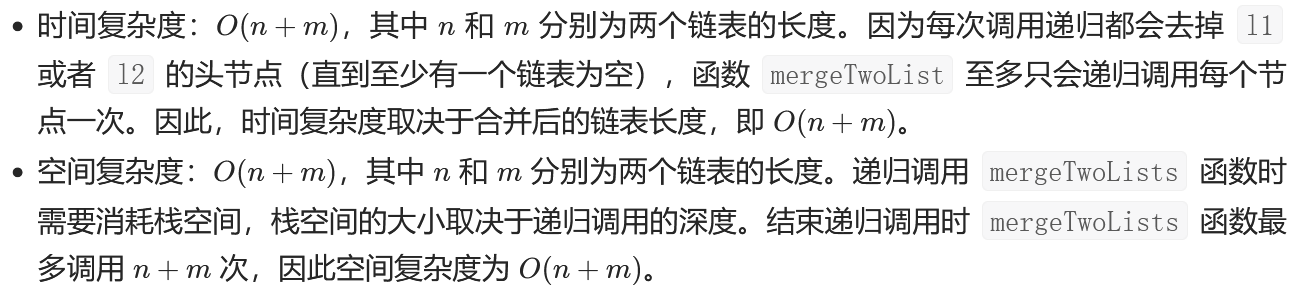 • 时间复杂度：O(n + m)，其中 n 和 m 分别为两个链表的长度。因为每次调用递归都会去掉 l1
或者 l2 的头节点（直到至少有一个链表为空），函数 mergeTwoList 至多只会递归调用每个节
点一次。因此，时间复杂度取决于合并后的链表长度，即 O(n + m)。
• 空间复杂度：O(n + m)，其中 n 和 m 分别为两个链表的长度。递归调用 mergeTwoLists 函数时
需要消耗栈空间，栈空间的大小取决于递归调用的深度。结束递归调用时 mergeTwoLists 函数最
多调用 n + m 次，因此空间复杂度为 O(n + m)。